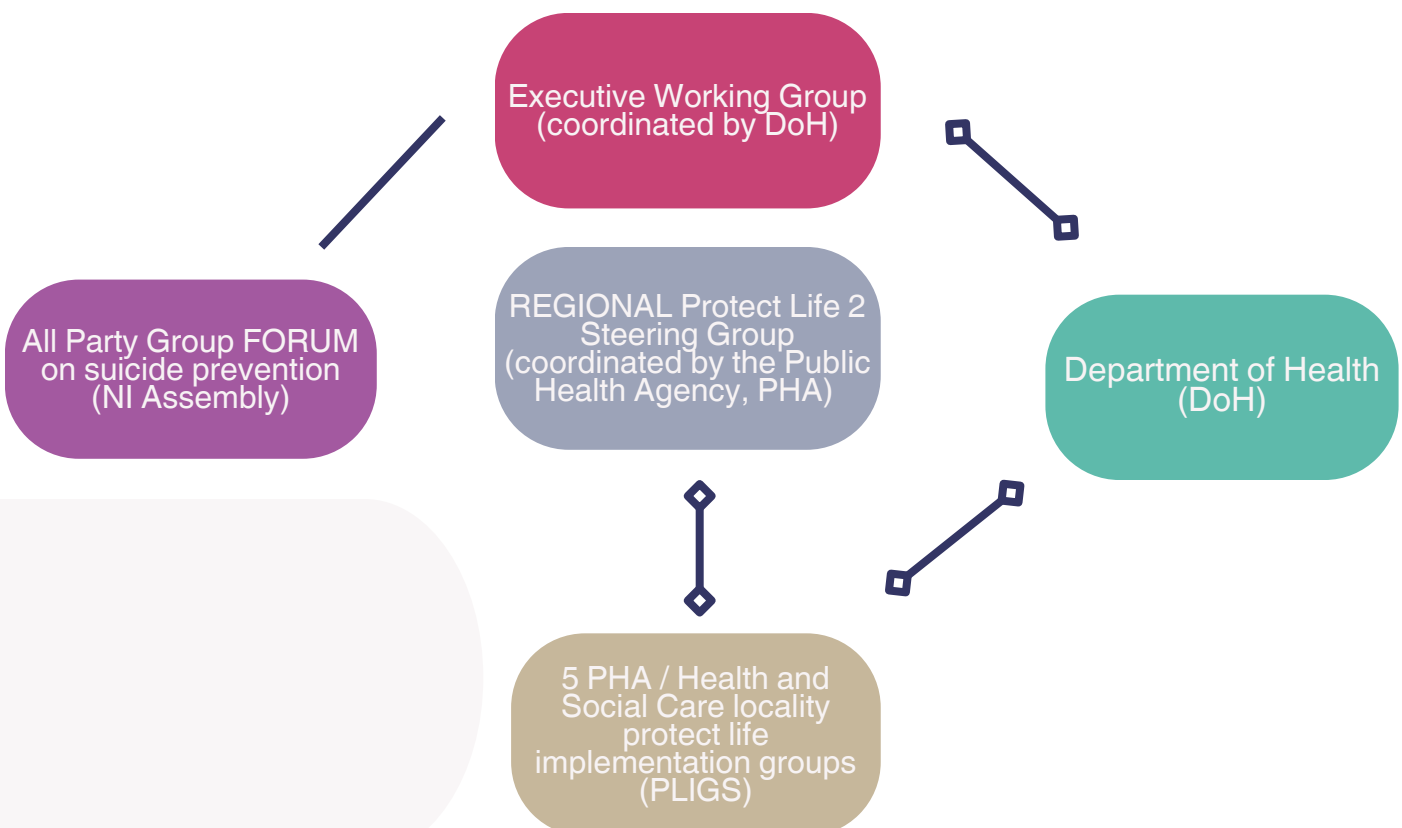 Executive Working Group
(coordinated by DoH)
REGIONAL Protect Life 2
Steering Group
(coordinated by the Public
Health Agency, PHA)
All Party Group FORUM
on suicide prevention
(NI Assembly)
Department of Health
(DoH)
5 PHA / Health and
Social Care locality
protect life
implementation groups
(PLIGS)